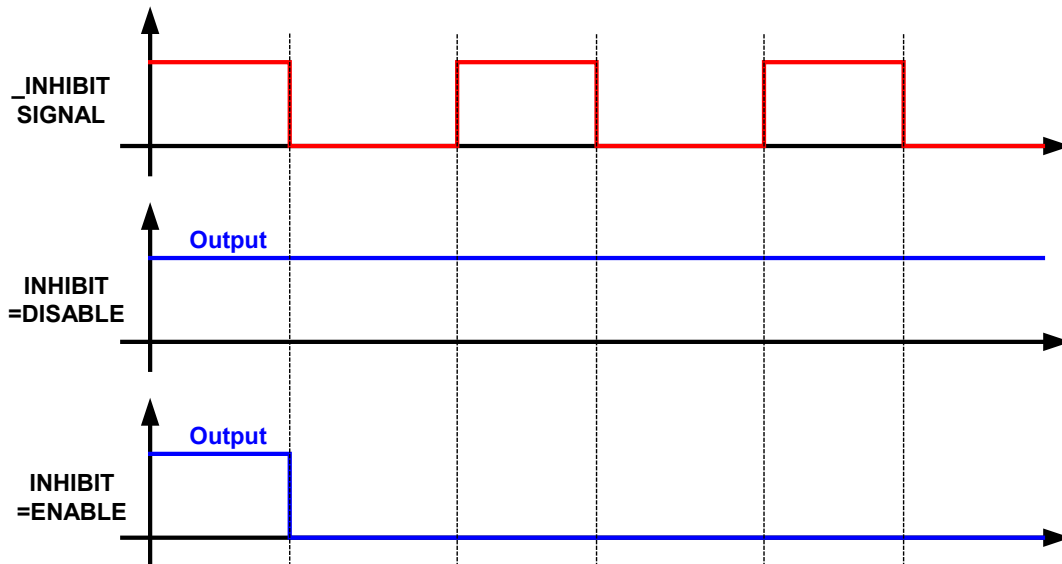 _INHIBIT
SIGNAL
Output
INHIBIT
=DISABLE
Output
INHIBIT
=ENABLE